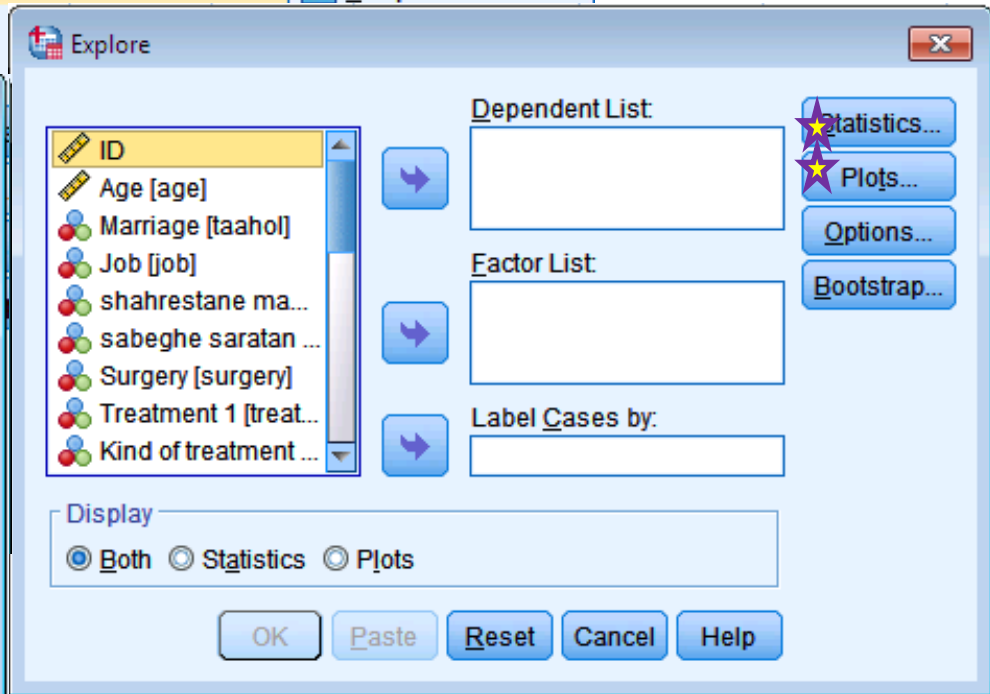 Explore
ID
Age [age]
Marriage [taahol]
Job [job]
shahrestane ma...
sabeghe saratan ...
Surgery [surgery]
Treatment 1 [treat...
Kind of treatment ...
Dependent List:
Factor List:
Label Cases by:
Statistics...
Plots...
Options...
Bootstrap...
Display
Both Statistics Plots
OK Paste Reset Cancel Help